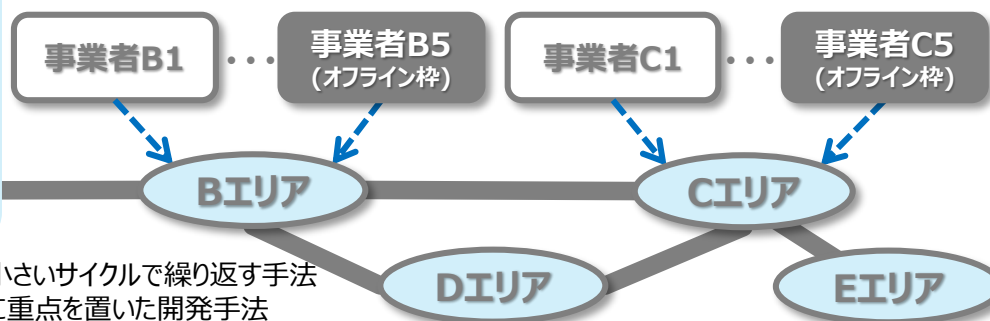 事業者B1
・・・
事業者B5
(オフライン枠)
事業者C1
・・・
事業者C5
(オフライン枠)
Bエリア
Cエリア
小さいサイクルで繰り返す手法
に重点を置いた開発手法
Dエリア
Eエリア